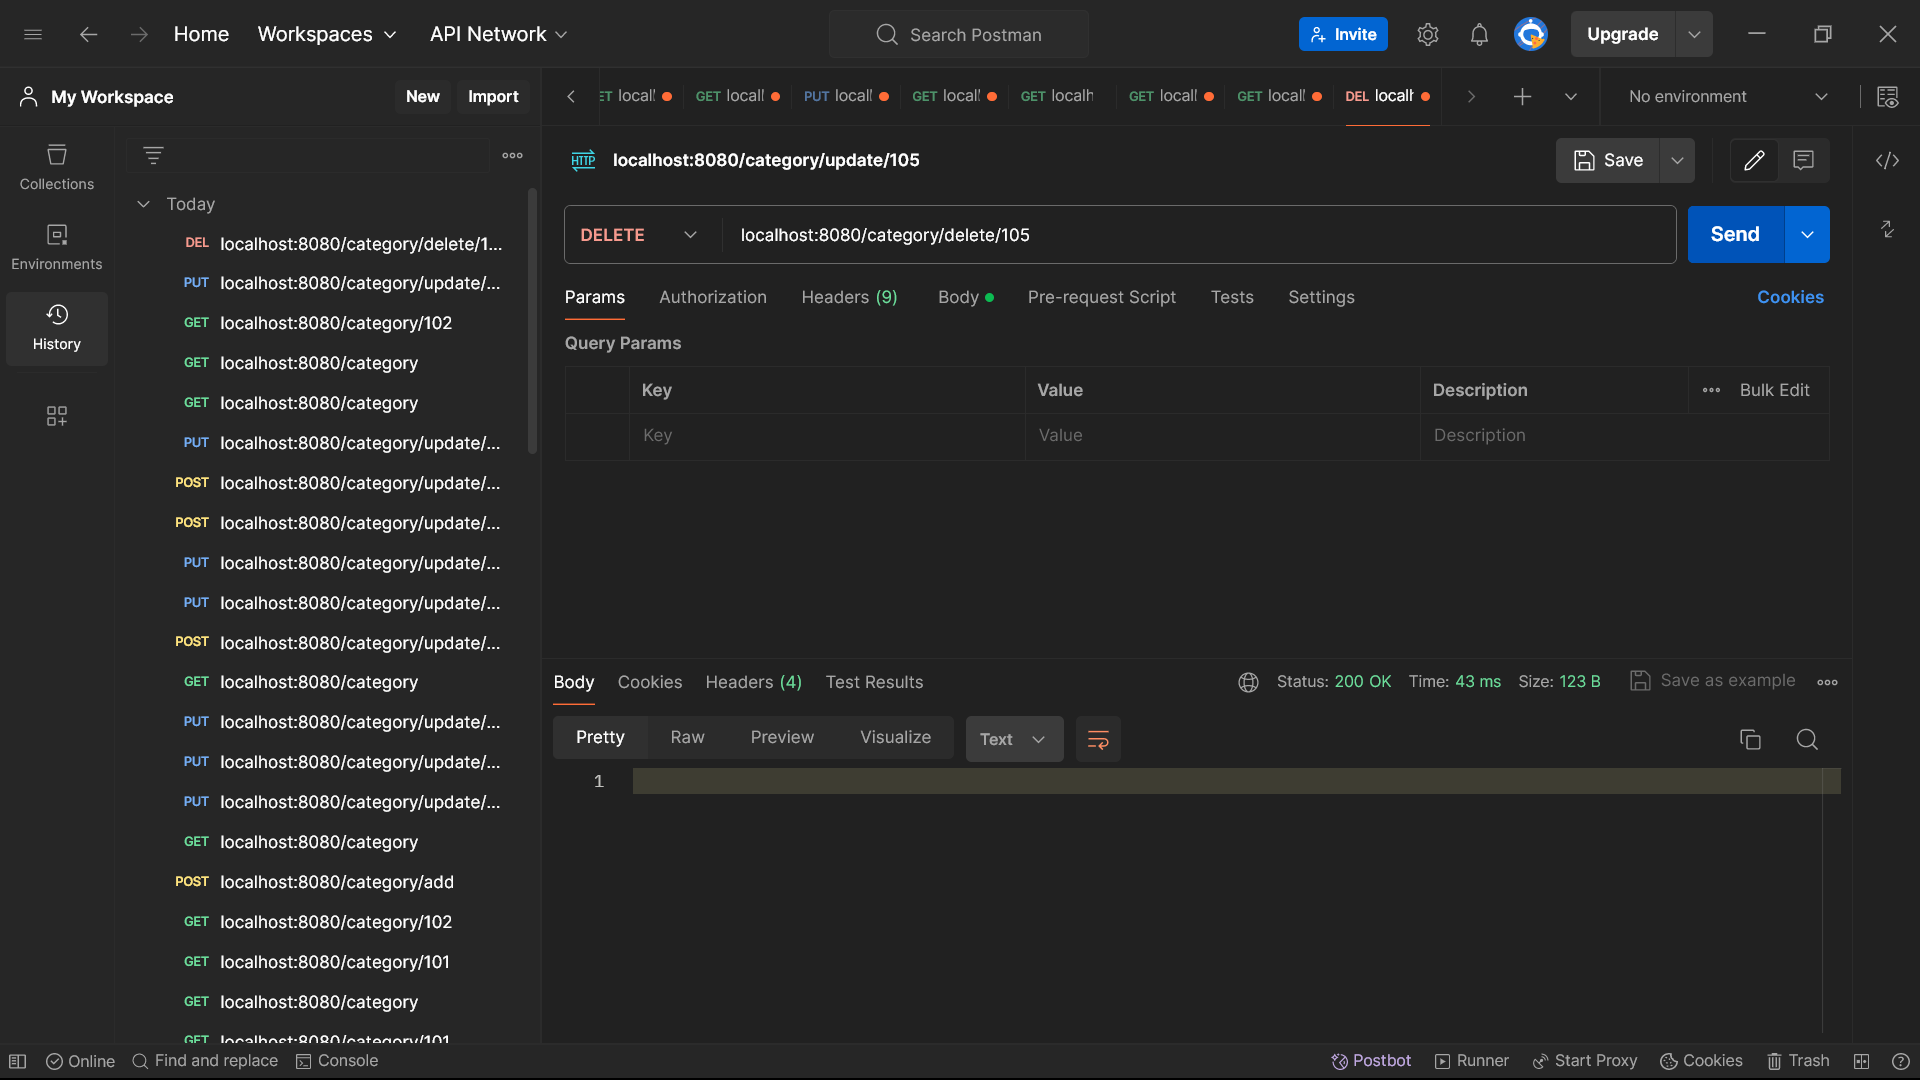 Home Workspaces API Network Search Postman Invite Upgrade
My Workspace New Import
ET locall GET locall PUT locall GET locall GET localh GET locall GET locall DEL localh No environment
Collections
Environments
History
Today
DEL localhost:8080/category/delete/1...
PUT localhost:8080/category/update/...
GET localhost:8080/category/102
GET localhost:8080/category
GET localhost:8080/category
PUT localhost:8080/category/update/...
POST localhost:8080/category/update/...
POST localhost:8080/category/update/...
PUT localhost:8080/category/update/...
PUT localhost:8080/category/update/...
POST localhost:8080/category/update/...
GET localhost:8080/category
PUT localhost:8080/category/update/...
PUT localhost:8080/category/update/...
PUT localhost:8080/category/update/...
GET localhost:8080/category
POST localhost:8080/category/add
GET localhost:8080/category/102
GET localhost:8080/category/101
GET localhost:8080/category
GET localhost:8080/category/101
HTTP localhost:8080/category/update/105 Save
DELETE localhost:8080/category/delete/105 Send
Params Authorization Headers (9) Body Pre-request Script Tests Settings Cookies
Query Params
Key Value Description Bulk Edit
Key Value Description
Body Cookies Headers (4) Test Results Status: 200 OK Time: 43 ms Size: 123 B Save as example
Pretty Raw Preview Visualize Text
1
Online Find and replace Console Postbot Runner Start Proxy Cookies Trash